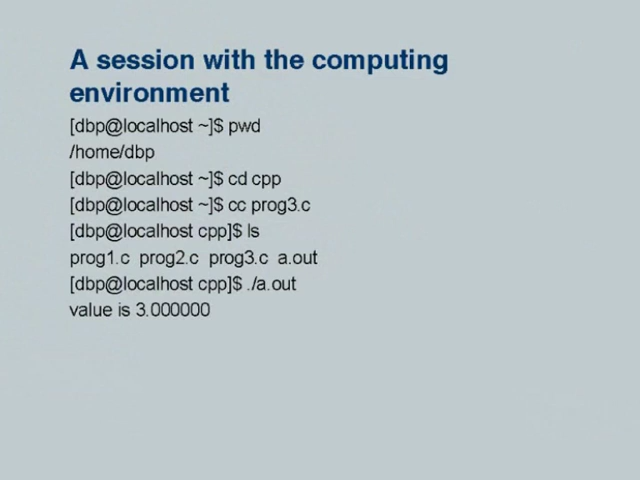 A session with the computing
environment
[dbp@localhost ~]$ pwd
/home/dbp
[dbp@localhost ~]$ cd cpp
[dbp@localhost ~]$ cc prog3.c
[dbp@localhost cpp]$ ls
prog1.c prog2.c prog3.c a.out
[dbp@localhost cpp]$ ./a.out
value is 3.000000